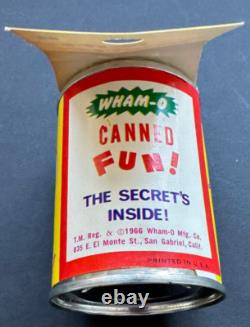 WHAM-O
CANNED
FUN!
THE SECRET'S
INSIDE!
T.M. Reg. & ©1966 Wham-O Mfg. Co.
835 E. El Monte St., San Gabriel, Calif.
PRINTED IN U.S.A.